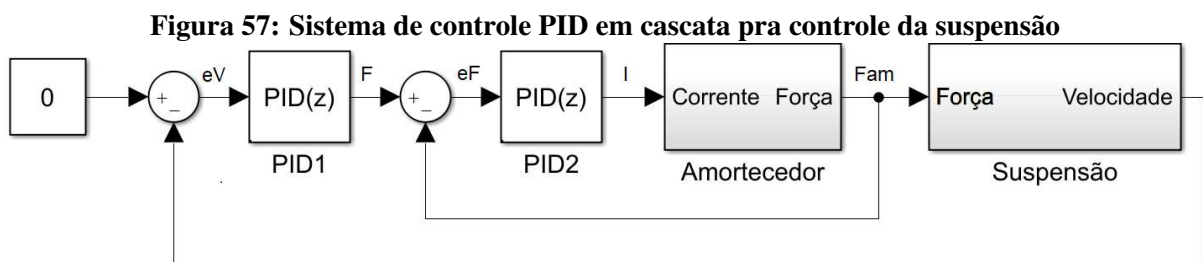 Figura 57: Sistema de controle PID em cascata pra controle da suspensão
0
+
_
eV
PID(z)
PID1
F
+
_
eF
PID(z)
PID2
I
Corrente Força
Amortecedor
Fam
Força Velocidade
Suspensão